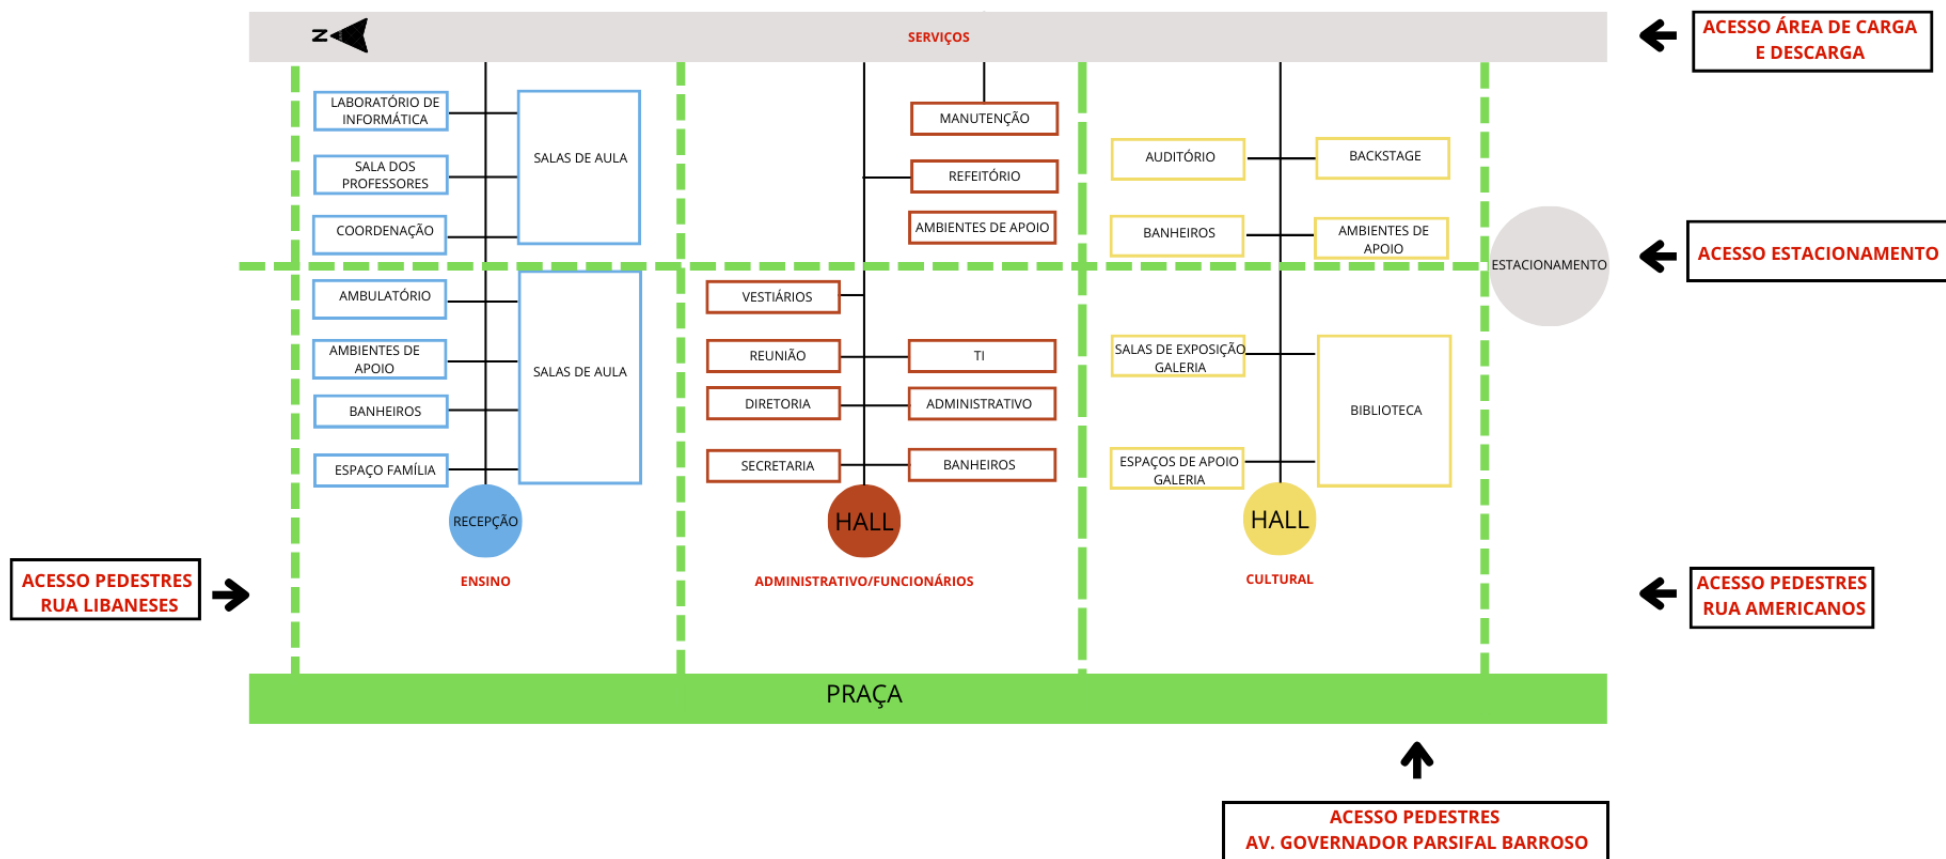 N
SERVIÇOS
ACESSO ÁREA DE CARGA
E DESCARGA
LABORATÓRIO DE
INFORMÁTICA
SALAS DE AULA
SALA DOS
PROFESSORES
COORDENAÇÃO
MANUTENÇÃO
REFEITÓRIO
AMBIENTES DE APOIO
AUDITÓRIO
BACKSTAGE
BANHEIROS
AMBIENTES DE
APOIO
ESTACIONAMENTO
ACESSO ESTACIONAMENTO
AMBULATÓRIO
AMBIENTES DE
APOIO
SALAS DE AULA
BANHEIROS
ESPAÇO FAMÍLIA
RECEPÇÃO
ENSINO
VESTIÁRIOS
REUNIÃO
TI
DIRETORIA
ADMINISTRATIVO
SECRETARIA
BANHEIROS
HALL
ADMINISTRATIVO/FUNCIONÁRIOS
SALAS DE EXPOSIÇÃO
GALERIA
BIBLIOTECA
ESPAÇOS DE APOIO
GALERIA
HALL
CULTURAL
ACESSO PEDESTRES
RUA LIBANESES
ACESSO PEDESTRES
RUA AMERICANOS
PRAÇA
ACESSO PEDESTRES
AV. GOVERNADOR PARSIFAL BARROSO